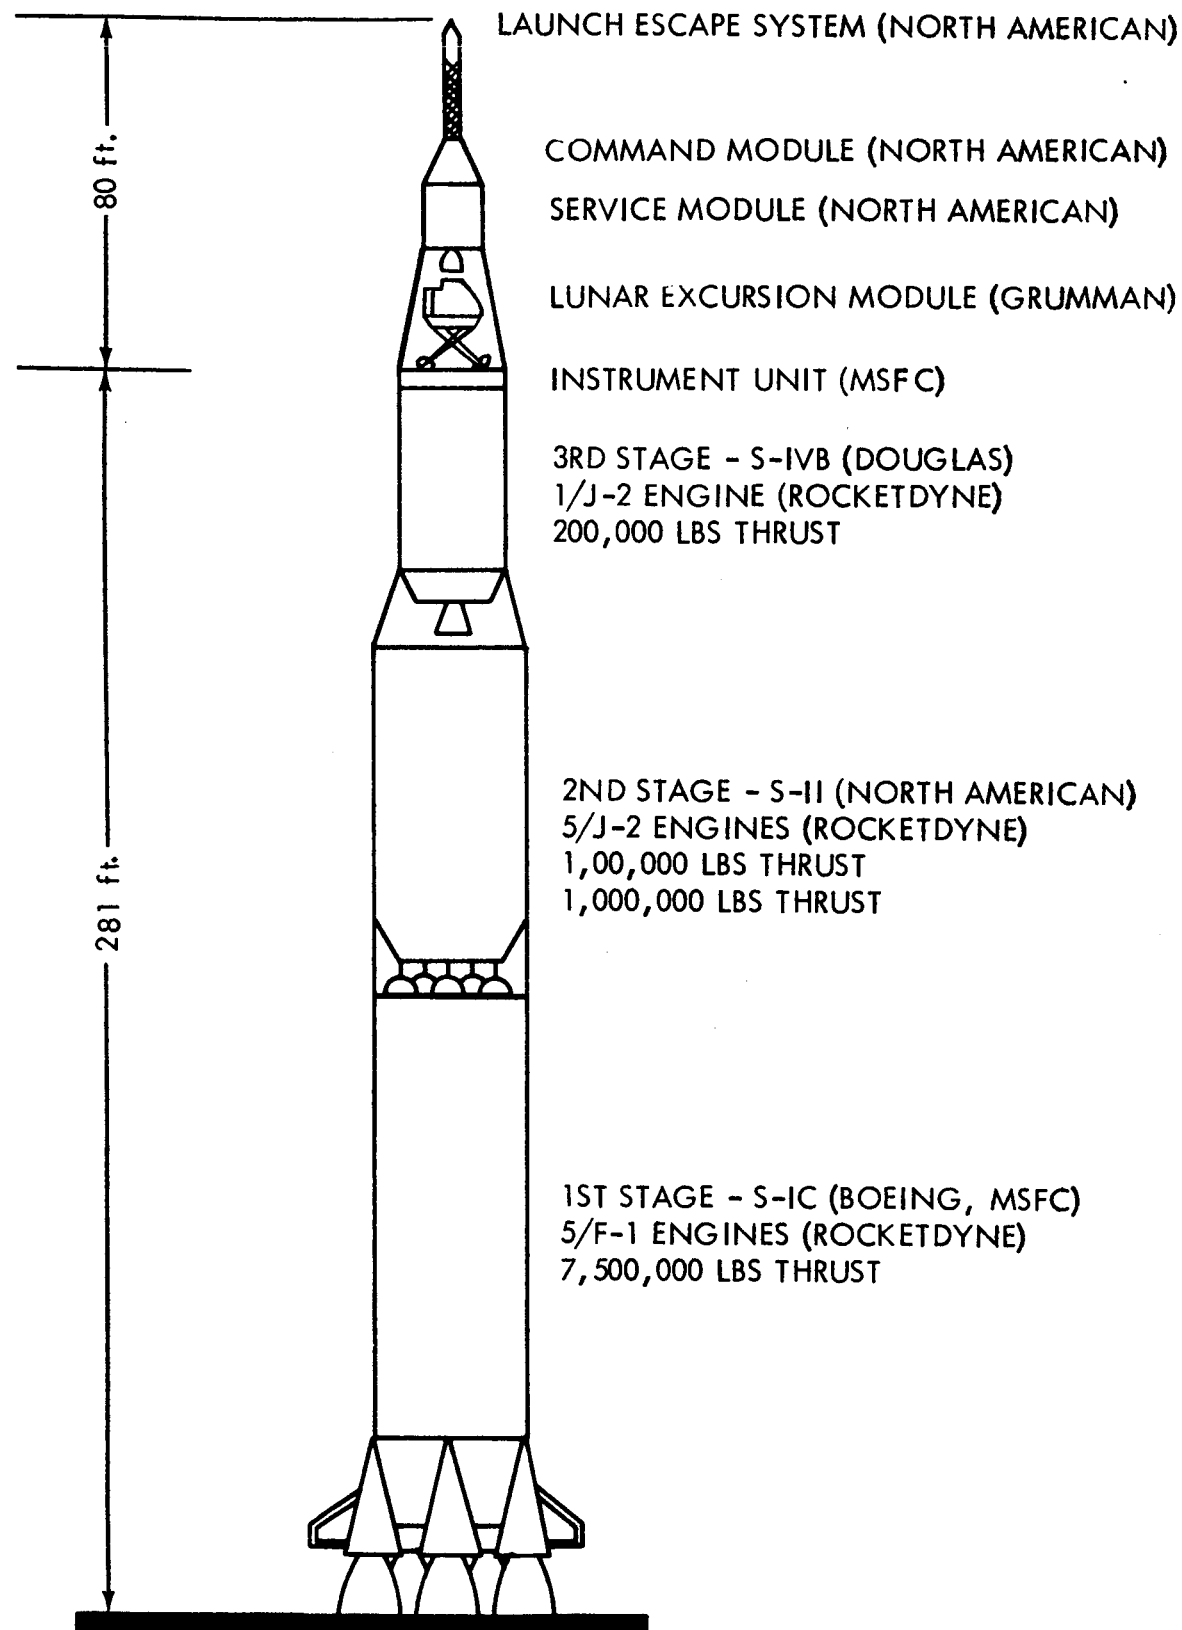 LAUNCH ESCAPE SYSTEM (NORTH AMERICAN)
80 ft.
COMMAND MODULE (NORTH AMERICAN)
SERVICE MODULE (NORTH AMERICAN)
LUNAR EXCURSION MODULE (GRUMMAN)
INSTRUMENT UNIT (MSFC)
3RD STAGE - S-IVB (DOUGLAS)
1/J-2 ENGINE (ROCKETDYNE)
200,000 LBS THRUST
281 ft.
2ND STAGE - S-II (NORTH AMERICAN)
5/J-2 ENGINES (ROCKETDYNE)
1,00,000 LBS THRUST
1,000,000 LBS THRUST
1ST STAGE - S-IC (BOEING, MSFC)
5/F-1 ENGINES (ROCKETDYNE)
7,500,000 LBS THRUST